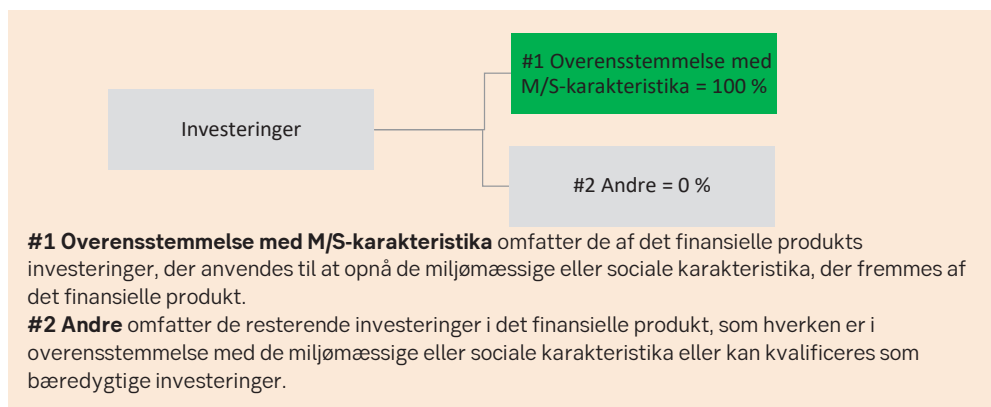 #1 Overensstemmelse med
M/S-karakteristika = 100 %
Investeringer
#2 Andre = 0 %
#1 Overensstemmelse med M/S-karakteristika omfatter de af det finansielle produkts
investeringer, der anvendes til at opnå de miljømæssige eller sociale karakteristika, der fremmes af
det finansielle produkt.
#2 Andre omfatter de resterende investeringer i det finansielle produkt, som hverken er i
overensstemmelse med de miljømæssige eller sociale karakteristika eller kan kvalificeres som
bæredygtige investeringer.